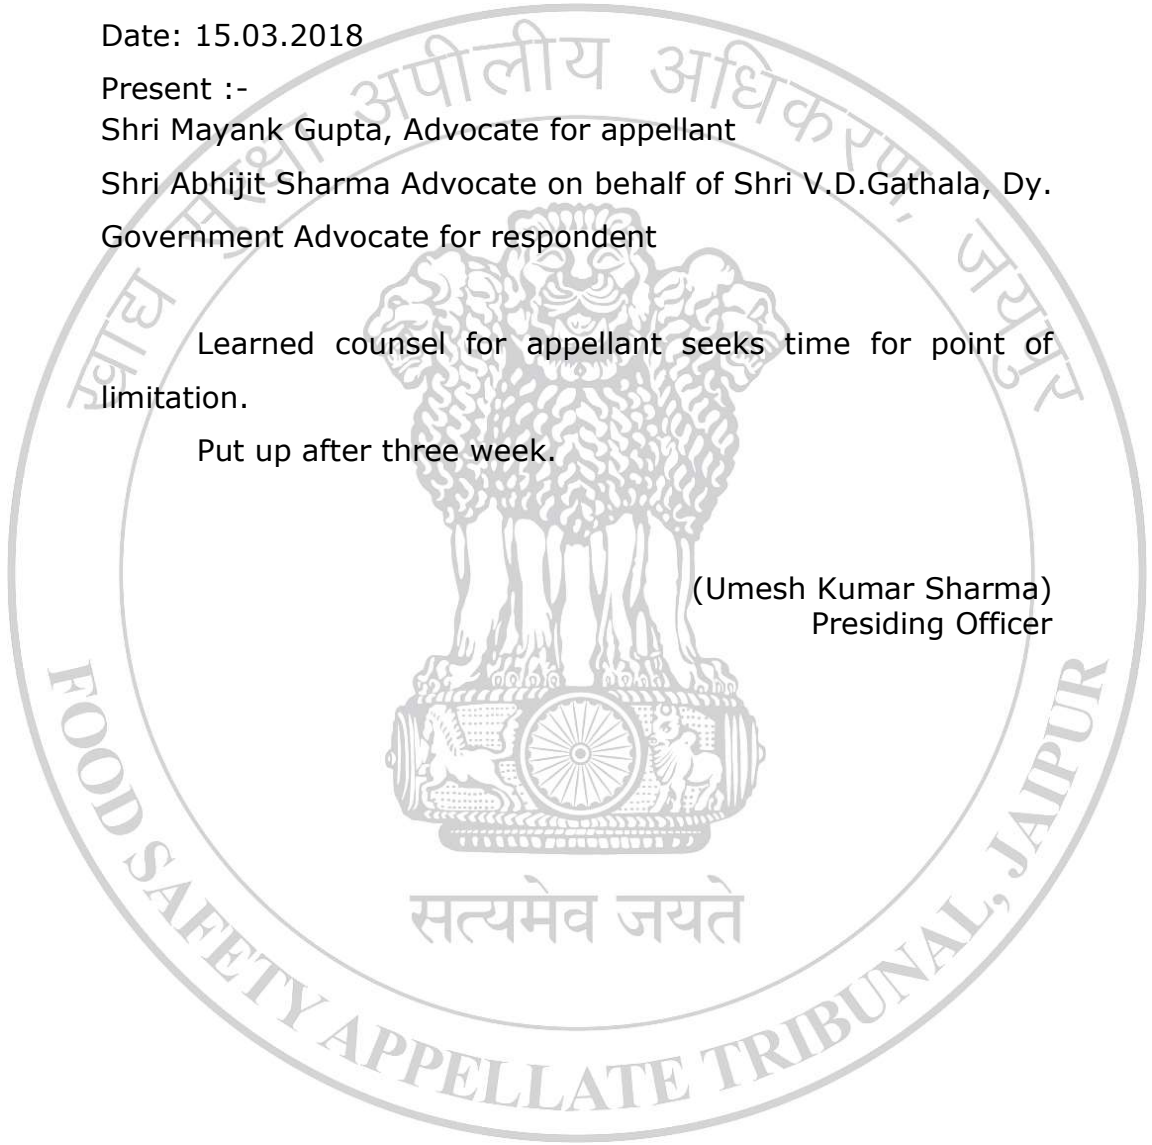 Date: 15.03.2018
Present :-
Shri Mayank Gupta, Advocate for appellant
Shri Abhijit Sharma Advocate on behalf of Shri V.D.Gathala, Dy.
Government Advocate for respondent
Learned counsel for appellant seeks time for point of
limitation.
Put up after three week.
(Umesh Kumar Sharma)
Presiding Officer
खाद्य सुरक्षा अपीलीय अधिकरण, जयपुर
सत्यमेव जयते
FOOD SAFETY APPELLATE TRIBUNAL, JAIPUR